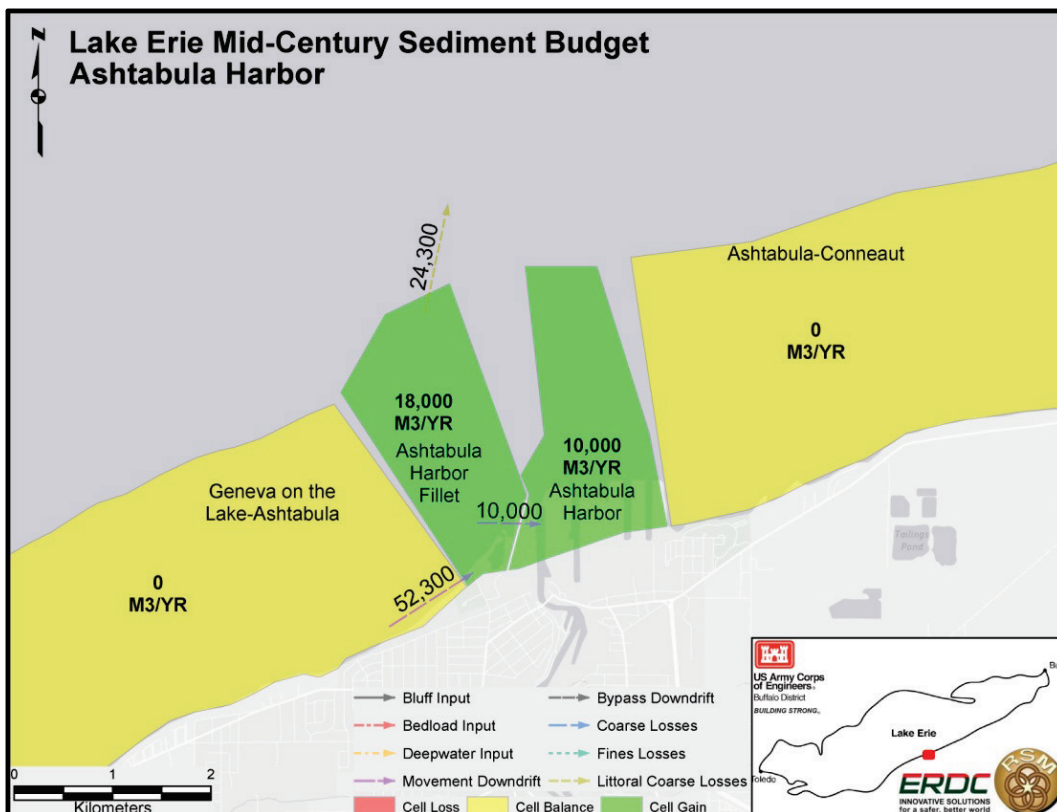 N
Lake Erie Mid-Century Sediment Budget
Ashtabula Harbor
24,300
Ashtabula-Conneaut
0
M3/YR
18,000
M3/YR
Ashtabula
Harbor
Fillet
10,000
M3/YR
Ashtabula
Harbor
Geneva on the
Lake-Ashtabula
10,000
Tailings
Pond
0
M3/YR
52,300
Bluff Input
Bypass Downdrift
Bedload Input
Coarse Losses
Deepwater Input
Fines Losses
Movement Downdrift
Littoral Coarse Losses
Cell Loss
Cell Balance
Cell Gain
0 1 2
Kilometers
US Army Corps
of Engineers®
Buffalo District
BUILDING STRONG®
Bu
Lake Erie
Toledo
ERDC
INNOVATIVE SOLUTIONS
for a safer, better world
RSM